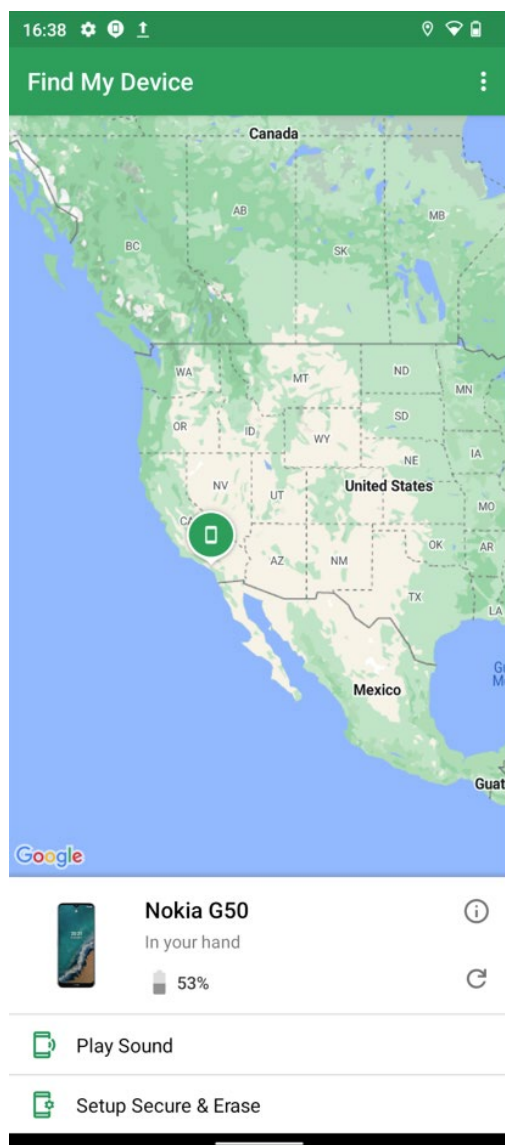 16:38
Find My Device
Canada
AB
MB
BC
SK
WA
MT
ND
MN
OR
ID
SD
WY
IA
NE
NV
UT
United States
MO
CA
AZ
NM
OK
AR
TX
LA
Mexico
Guat
Google
Nokia G50
In your hand
53%
Play Sound
Setup Secure & Erase